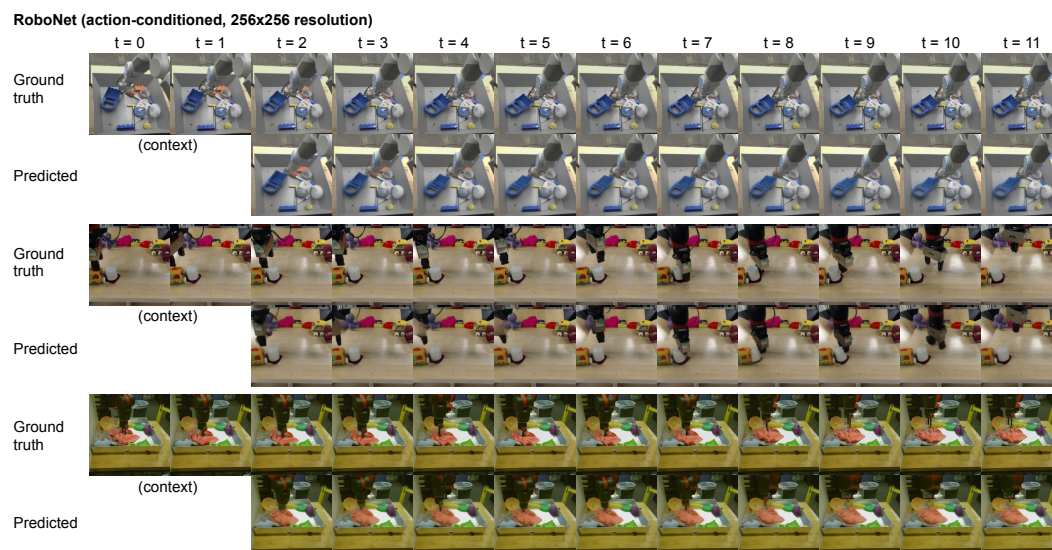 RoboNet (action-conditioned, 256x256 resolution)
t = 0 t = 1 t = 2 t = 3 t = 4 t = 5 t = 6 t = 7 t = 8 t = 9 t = 10 t = 11
Ground
truth
(context)
Predicted
Ground
truth
(context)
Predicted
Ground
truth
(context)
Predicted